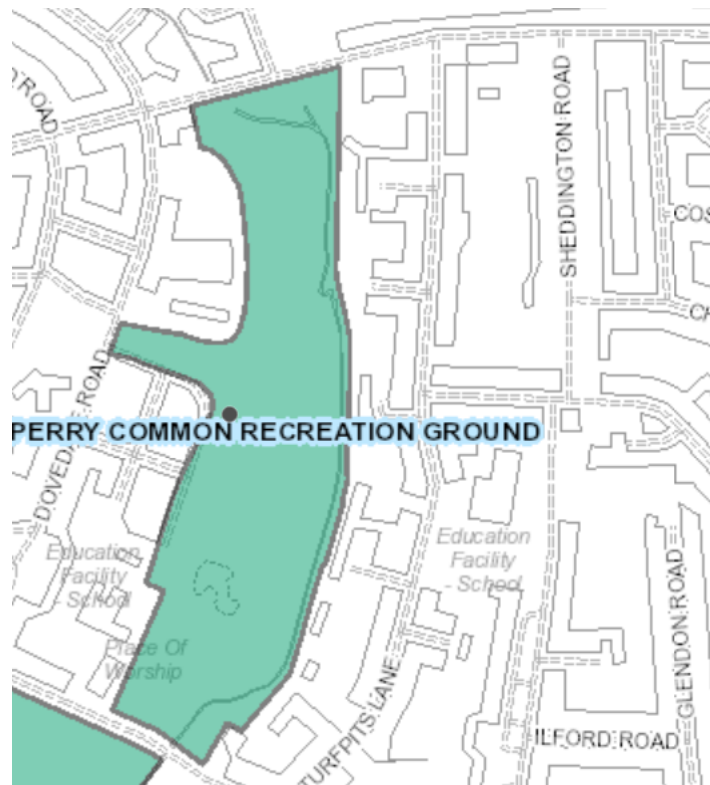 D ROAD
SHEDDINGTON ROAD
COS
CH
DOVEDALE ROAD
PERRY COMMON RECREATION GROUND
Education
Facility
- School
Education
Facility
- School
Place Of
Worship
GLENDON ROAD
TURFPITS LANE
ILFORD ROAD